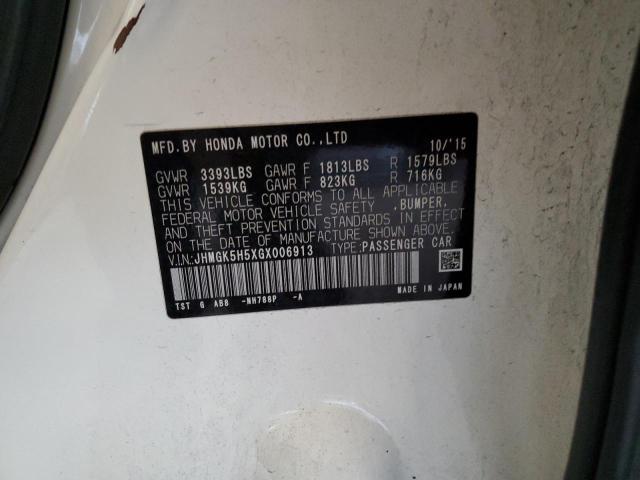 MFD.BY HONDA MOTOR CO.,LTD 10/'15
GVWR 3393LBS GAWR F 1813LBS R 1579LBS
GVWR 1539KG GAWR F 823KG R 716KG
THIS VEHICLE CONFORMS TO ALL APPLICABLE
FEDERAL MOTOR VEHICLE SAFETY ,BUMPER,
AND THEFT PREVENTION STANDARDS IN EFFECT
ON THE DATE OF MANUFACTURE SHOWN ABOVE.
V.I.N:JHMGK5H5XGX006913 TYPE:PASSENGER CAR
TST G AB8 -NH788P -A MADE IN JAPAN